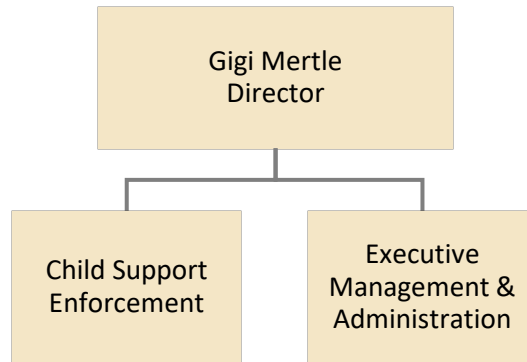 Gigi Mertle
Director
Child Support
Enforcement
Executive
Management &
Administration